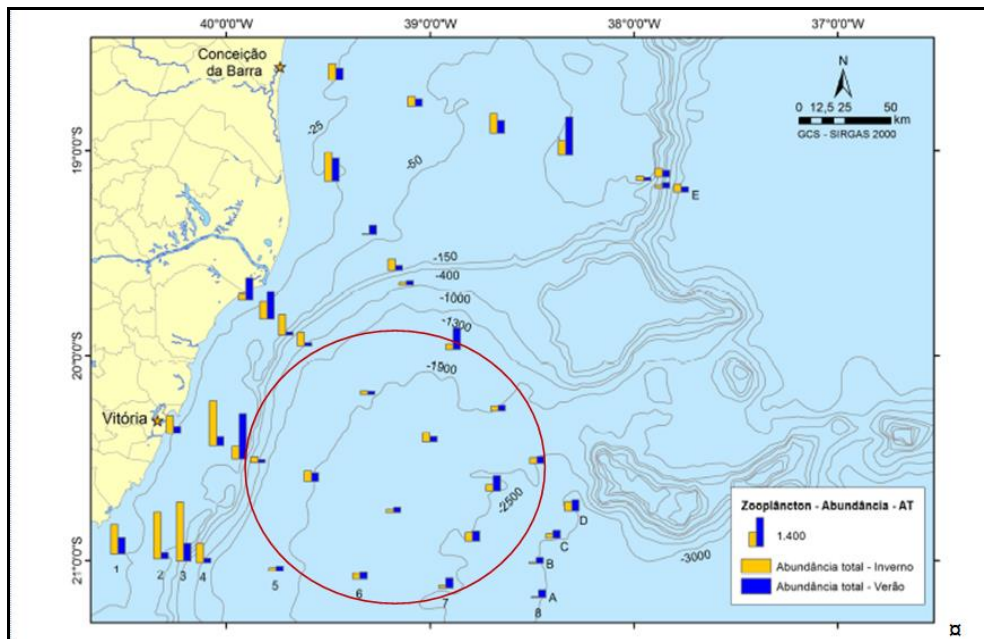 40°0'0"W 39°0'0"W 38°0'0"W 37°0'0"W
Conceição
da Barra
N
0 12,5 25 50
km
GCS - SIRGAS 2000
-25
-50
19°0'0"S
E
-150
-400
-1000
-1300
20°0'0"S
-1900
Vitória
-2500
D
C
B
A
-3000
21°0'0"S
1 2 3 4 5 6 7 8
Zooplâncton - Abundância - AT
1.400
Abundância total - Inverno
Abundância total - Verão
¤